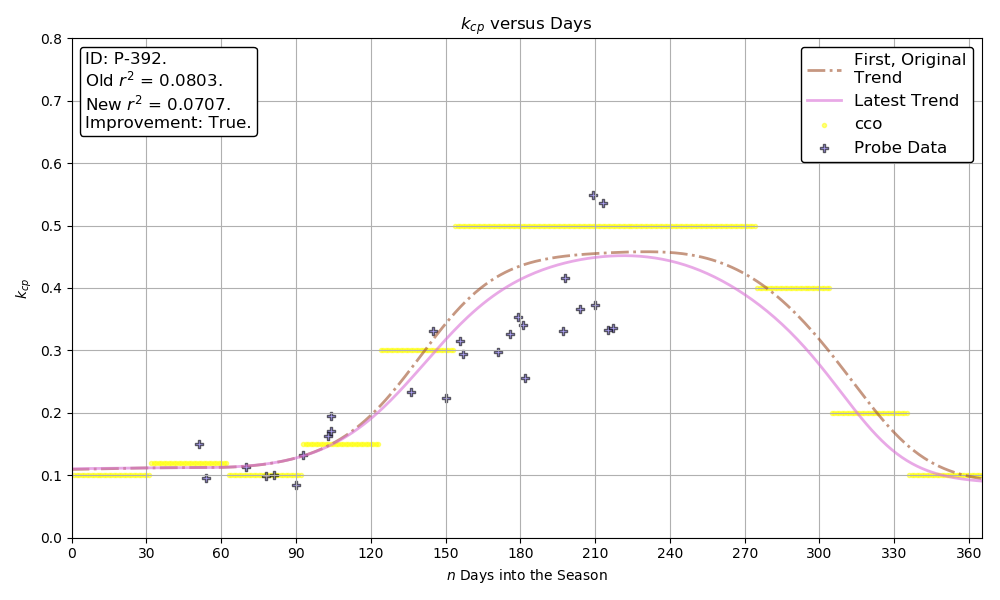 k_cp versus Days
ID: P-392.
Old r² = 0.0803.
New r² = 0.0707.
Improvement: True.
First, Original
Trend
Latest Trend
cco
Probe Data
k_cp
0.8
0.7
0.6
0.5
0.4
0.3
0.2
0.1
0.0
0 30 60 90 120 150 180 210 240 270 300 330 360
n Days into the Season